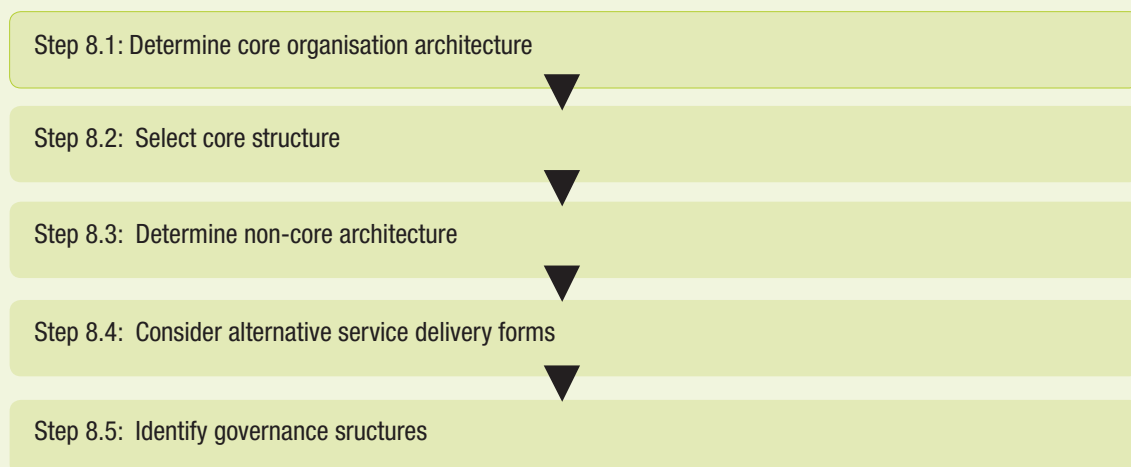 Step 8.1: Determine core organisation architecture
Step 8.2: Select core structure
Step 8.3: Determine non-core architecture
Step 8.4: Consider alternative service delivery forms
Step 8.5: Identify governance sructures